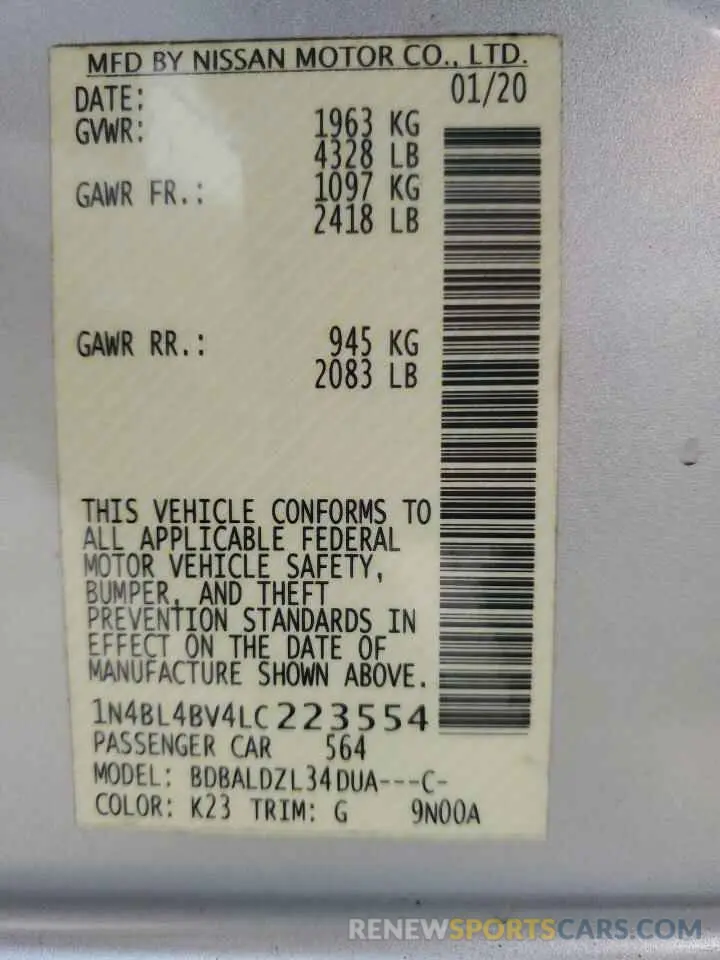 MFD BY NISSAN MOTOR CO., LTD.
DATE: 01/20
GVWR: 1963 KG
4328 LB
GAWR FR.: 1097 KG
2418 LB
GAWR RR.: 945 KG
2083 LB
THIS VEHICLE CONFORMS TO
ALL APPLICABLE FEDERAL
MOTOR VEHICLE SAFETY,
BUMPER, AND THEFT
PREVENTION STANDARDS IN
EFFECT ON THE DATE OF
MANUFACTURE SHOWN ABOVE.
1N4BL4BV4LC223554
PASSENGER CAR 564
MODEL: BDBALDZL34DUA---C-
COLOR: K23 TRIM: G 9N00A
RENEWSPORTSCARS.COM